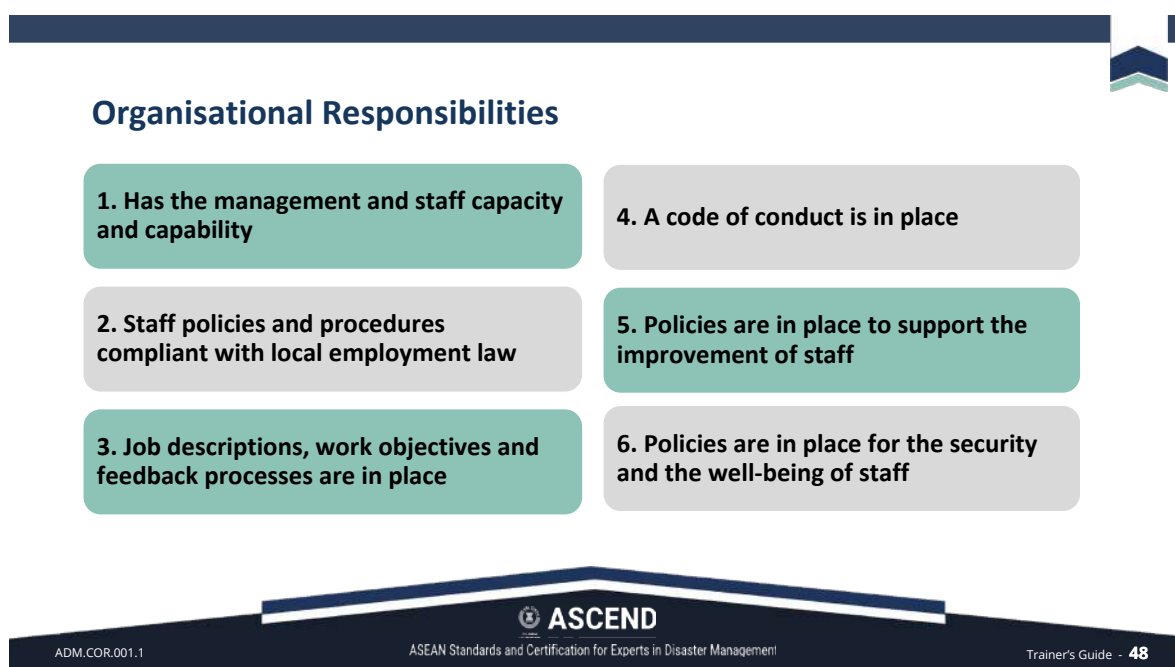 Organisational Responsibilities
1. Has the management and staff capacity
and capability
2. Staff policies and procedures
compliant with local employment law
3. Job descriptions, work objectives and
feedback processes are in place
4. A code of conduct is in place
5. Policies are in place to support the
improvement of staff
6. Policies are in place for the security
and the well-being of staff
ASCEND
ASEAN Standards and Certification for Experts in Disaster Management
ADM.COR.001.1
Trainer's Guide - 48